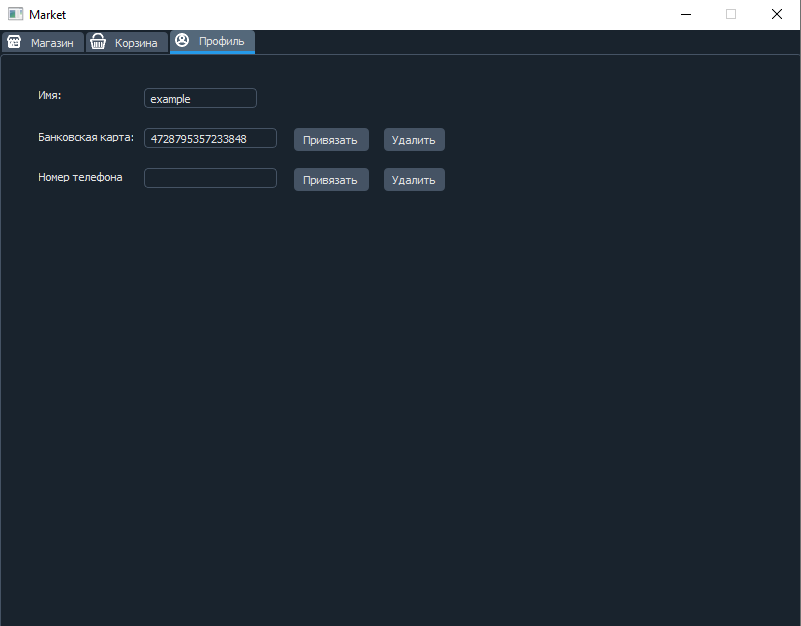 Market
Магазин Корзина Профиль
Имя: example
Банковская карта: 4728795357233848 Привязать Удалить
Номер телефона Привязать Удалить